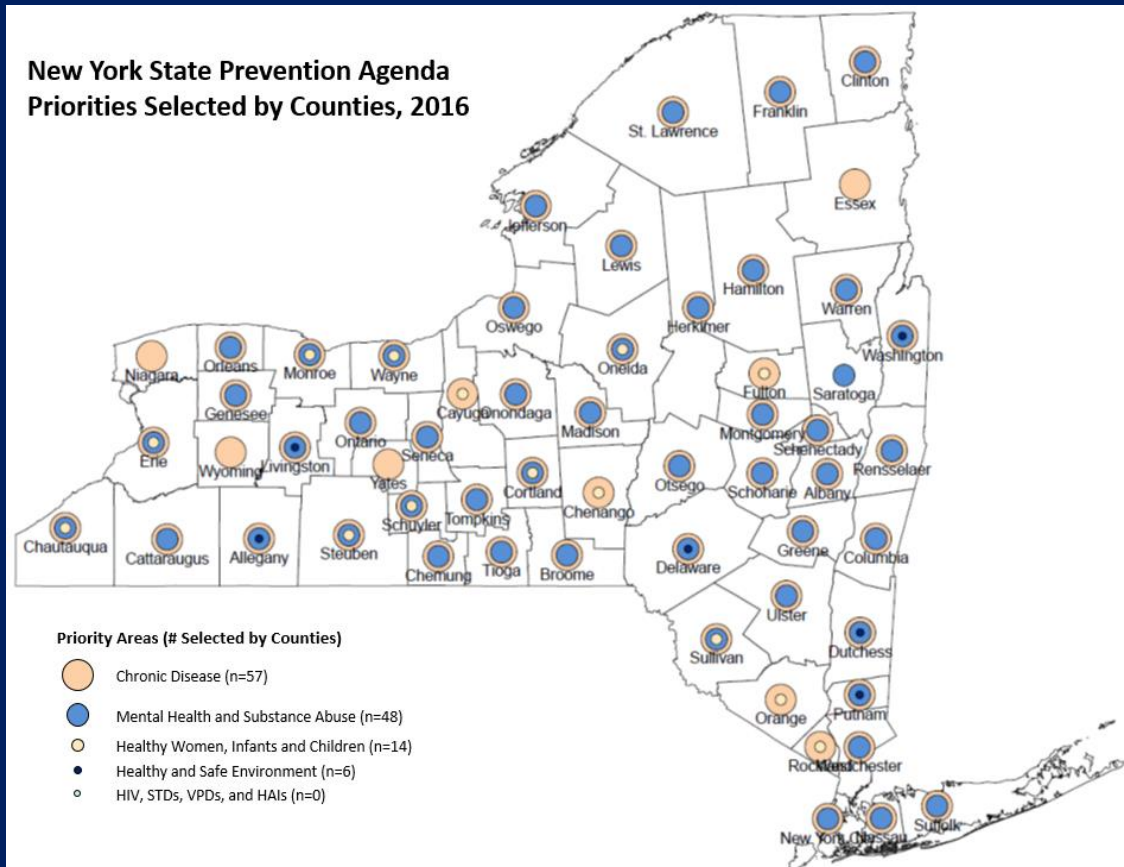 New York State Prevention Agenda
Priorities Selected by Counties, 2016
Clinton
Franklin
St. Lawrence
Essex
Jefferson
Lewis
Hamilton
Warren
Oswego
Herkimer
Washington
Oneida
Niagara
Orleans
Monroe
Wayne
Fulton
Saratoga
Genesee
Cayuga
Onondaga
Madison
Montgomery
Schenectady
Ontario
Seneca
Erie
Wyoming
Livingston
Rensselaer
Yates
Cortland
Otsego
Schoharie
Albany
Chenango
Schuyler
Tompkins
Chautauqua
Cattaraugus
Allegany
Steuben
Greene
Columbia
Chemung
Tioga
Broome
Delaware
Ulster
Sullivan
Dutchess
Orange
Putnam
Rockland
Westchester
New York City
Nassau
Suffolk
Priority Areas (# Selected by Counties)
Chronic Disease (n=57)
Mental Health and Substance Abuse (n=48)
Healthy Women, Infants and Children (n=14)
Healthy and Safe Environment (n=6)
HIV, STDs, VPDs, and HAIs (n=0)